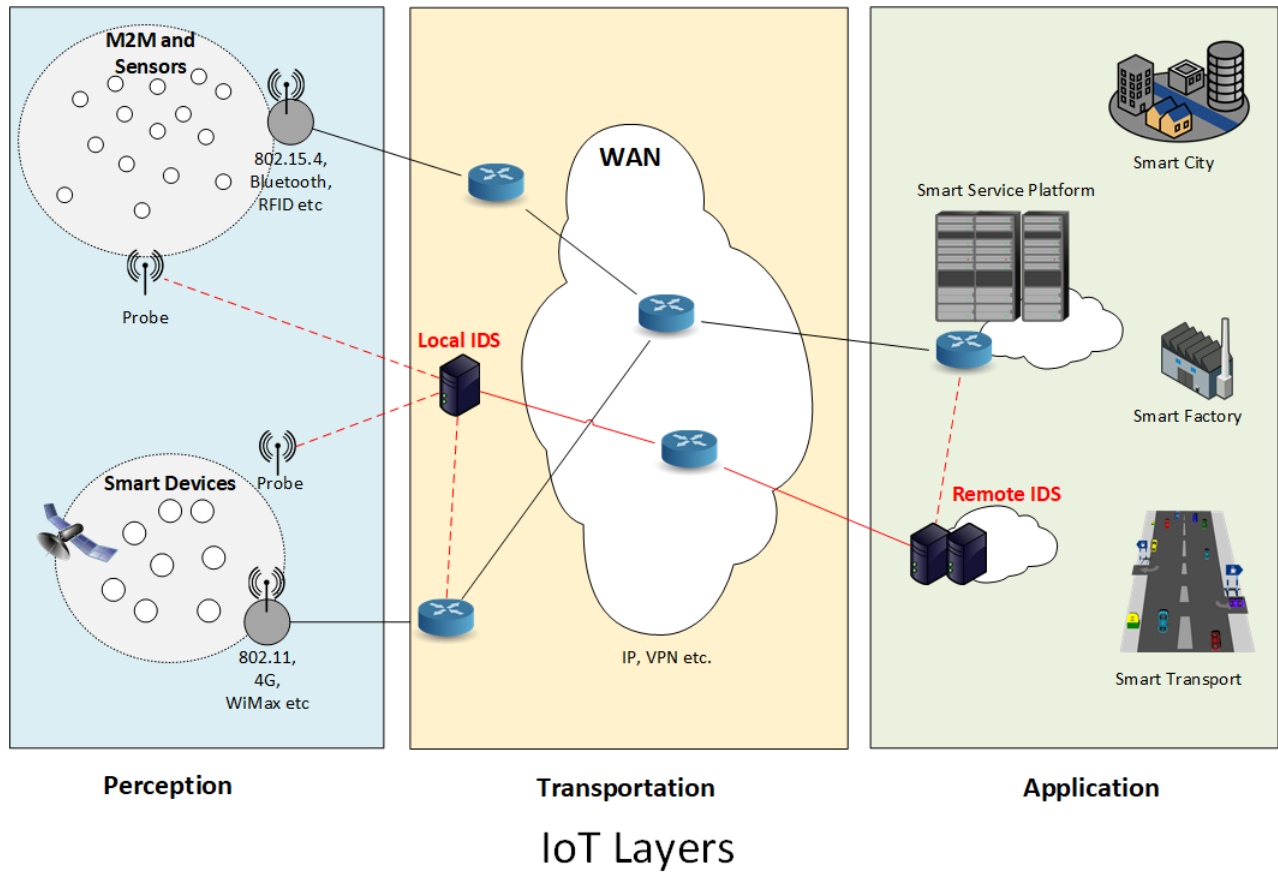 M2M and
Sensors
802.15.4,
Bluetooth,
RFID etc
Probe
Probe
Smart Devices
802.11,
4G,
WiMax etc
WAN
Local IDS
IP, VPN etc.
Smart City
Smart Service Platform
Smart Factory
Remote IDS
Smart Transport
Perception
Transportation
Application
IoT Layers